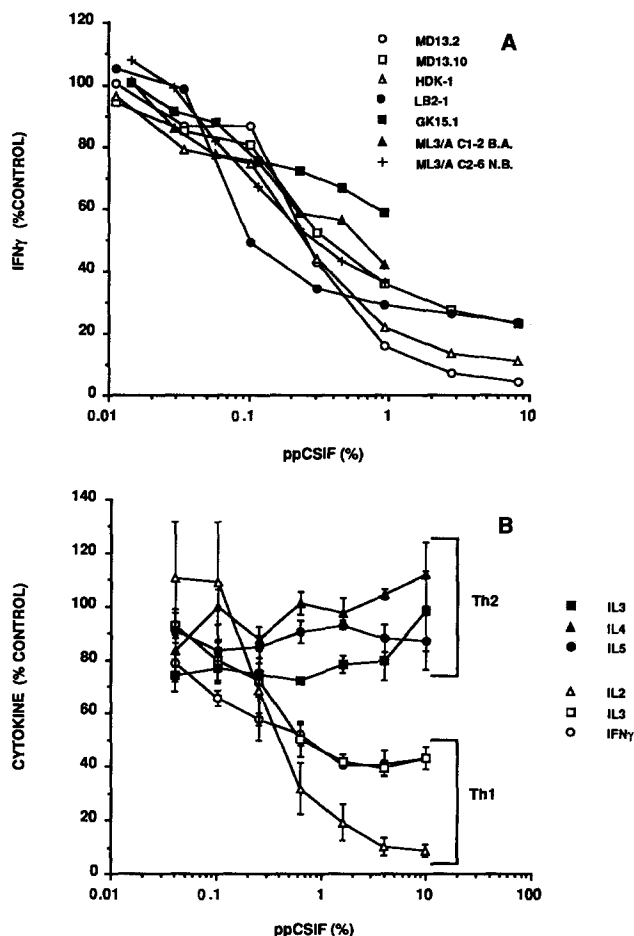 A
120
100
80
60
40
20
0
IFNγ (%CONTROL)
MD13.2
MD13.10
HDK-1
LB2-1
GK15.1
ML3/A C1-2 B.A.
ML3/A C2-6 N.B.
0.01 0.1 1 10
ppCSIF (%)
B
140
120
100
80
60
40
20
0
CYTOKINE (% CONTROL)
Th2
Th1
IL3
IL4
IL5
IL2
IL3
IFNγ
0.01 0.1 1 10 100
ppCSIF (%)